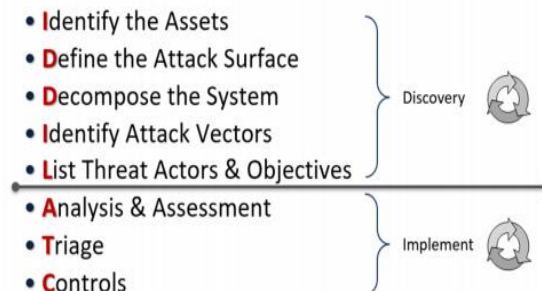 • Identify the Assets
• Define the Attack Surface
• Decompose the System
• Identify Attack Vectors
• List Threat Actors & Objectives
Discovery
• Analysis & Assessment
• Triage
• Controls
Implement